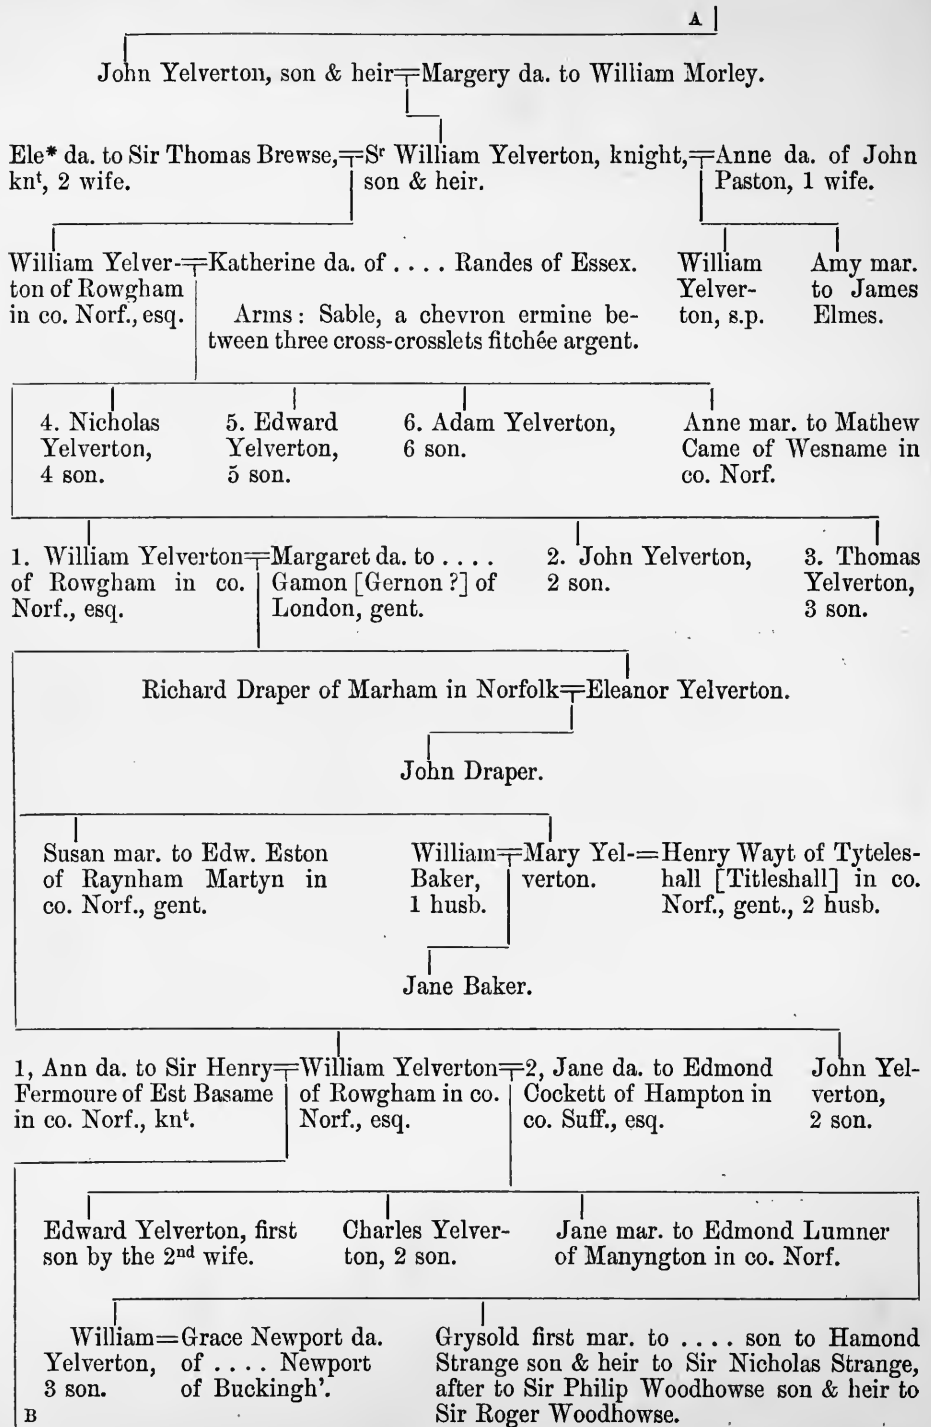 A
John Yelverton, son & heir=Margery da. to William Morley.
Ele* da. to Sir Thomas Brewse,=Sr William Yelverton, knight,=Anne da. of John
knt, 2 wife. son & heir. Paston, 1 wife.
William Yelver-=Katherine da. of . . . . Randes of Essex. William Amy mar.
ton of Rowgham Yelver- to James
in co. Norf., esq. Arms: Sable, a chevron ermine be- ton, s.p. Elmes.
tween three cross-crosslets fitchée argent.
4. Nicholas 5. Edward 6. Adam Yelverton, Anne mar. to Mathew
Yelverton, Yelverton, 6 son. Came of Wesname in
4 son. 5 son. co. Norf.
1. William Yelverton=Margaret da. to . . . . 2. John Yelverton, 3. Thomas
of Rowgham in co. Gamon [Gernon ?] of 2 son. Yelverton,
Norf., esq. London, gent. 3 son.
Richard Draper of Marham in Norfolk=Eleanor Yelverton.
John Draper.
Susan mar. to Edw. Eston William=Mary Yel-=Henry Wayt of Tyteles-
of Raynham Martyn in Baker, verton. hall [Titleshall] in co.
co. Norf., gent. 1 husb. Norf., gent., 2 husb.
Jane Baker.
1, Ann da. to Sir Henry=William Yelverton=2, Jane da. to Edmond John Yel-
Fermoure of Est Basame of Rowgham in co. Cockett of Hampton in verton,
in co. Norf., knt. Norf., esq. co. Suff., esq. 2 son.
Edward Yelverton, first Charles Yelver- Jane mar. to Edmond Lumner
son by the 2nd wife. ton, 2 son. of Manyngton in co. Norf.
William=Grace Newport da. Grysold first mar. to . . . . son to Hamond
Yelverton, of . . . . Newport Strange son & heir to Sir Nicholas Strange,
3 son. of Buckingh'. after to Sir Philip Woodhowse son & heir to
B Sir Roger Woodhowse.